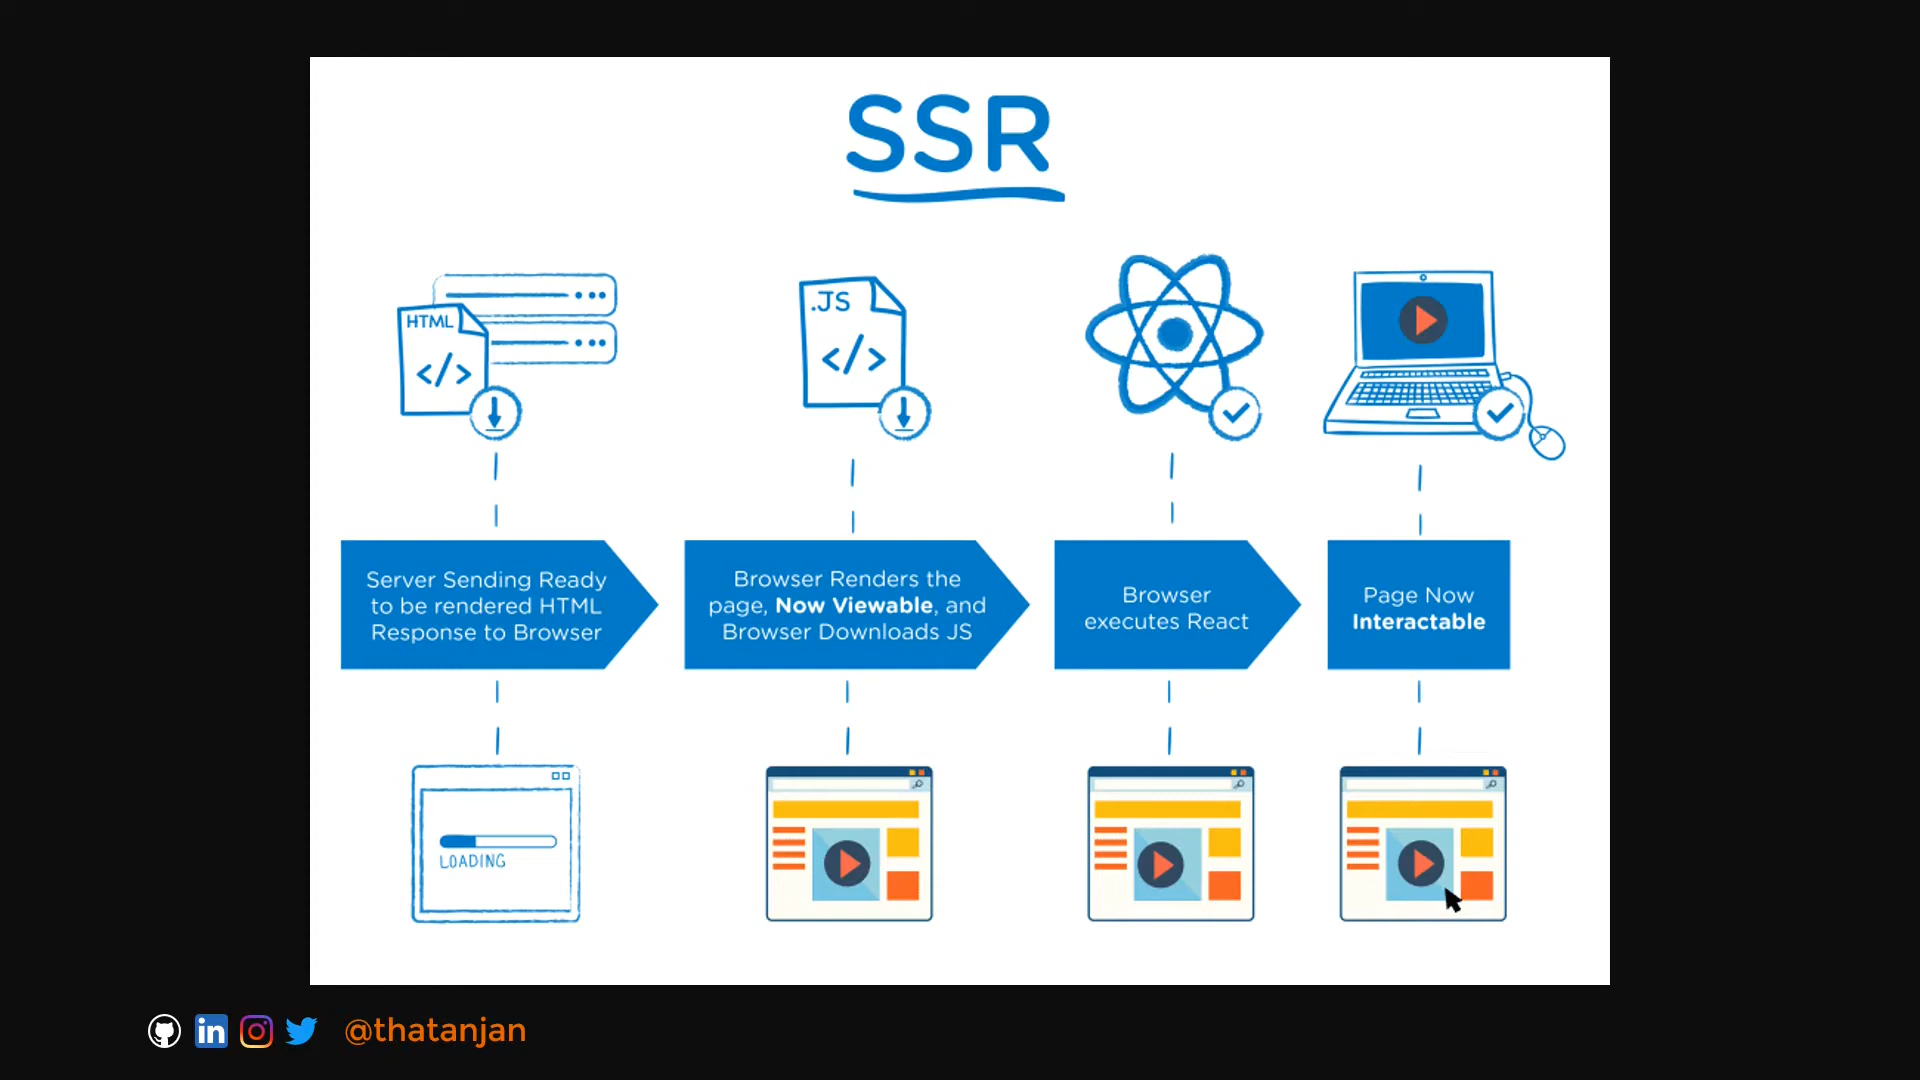 SSR
HTML
</>
.JS
</>
Server Sending Ready
to be rendered HTML
Response to Browser
Browser Renders the
page, Now Viewable, and
Browser Downloads JS
Browser
executes React
Page Now
Interactable
LOADING
in
@thatanjan